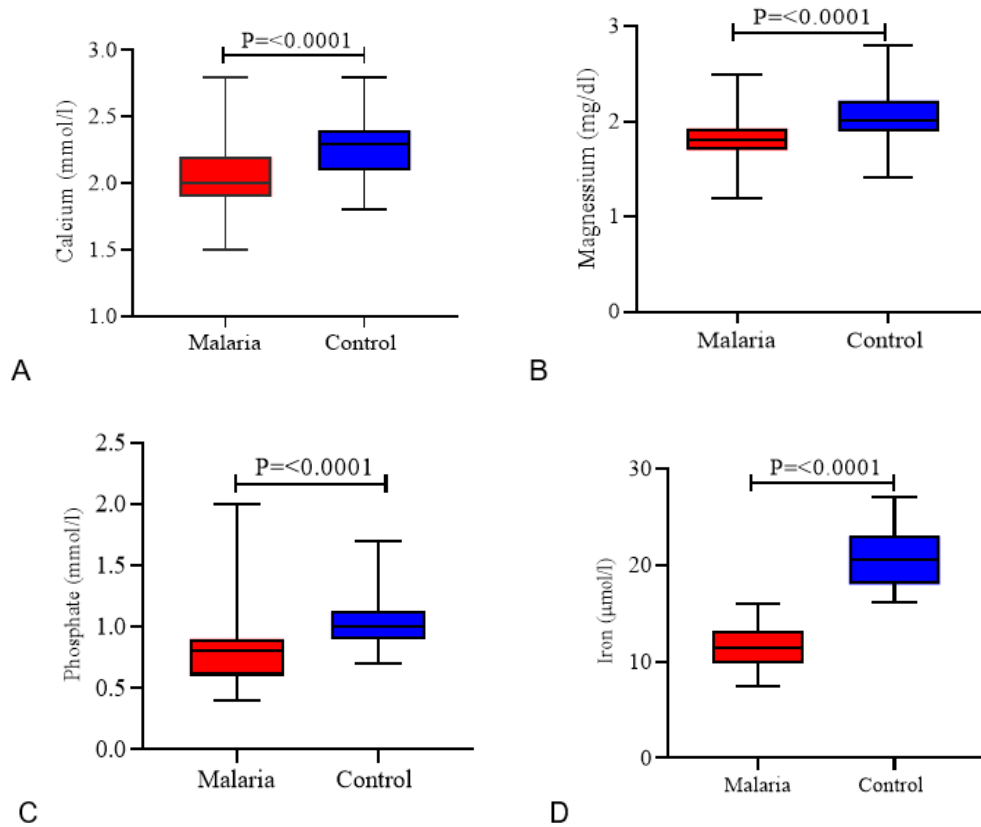 P=<0.0001
Calcium (mmol/l)
3.0
2.5
2.0
1.5
1.0
Malaria Control
A
P=<0.0001
Magnessium (mg/dl)
3
2
1
0
Malaria Control
B
P=<0.0001
Phosphate (mmol/l)
2.5
2.0
1.5
1.0
0.5
0.0
Malaria Control
C
P=<0.0001
Iron (µmol/l)
30
20
10
0
Malaria Control
D